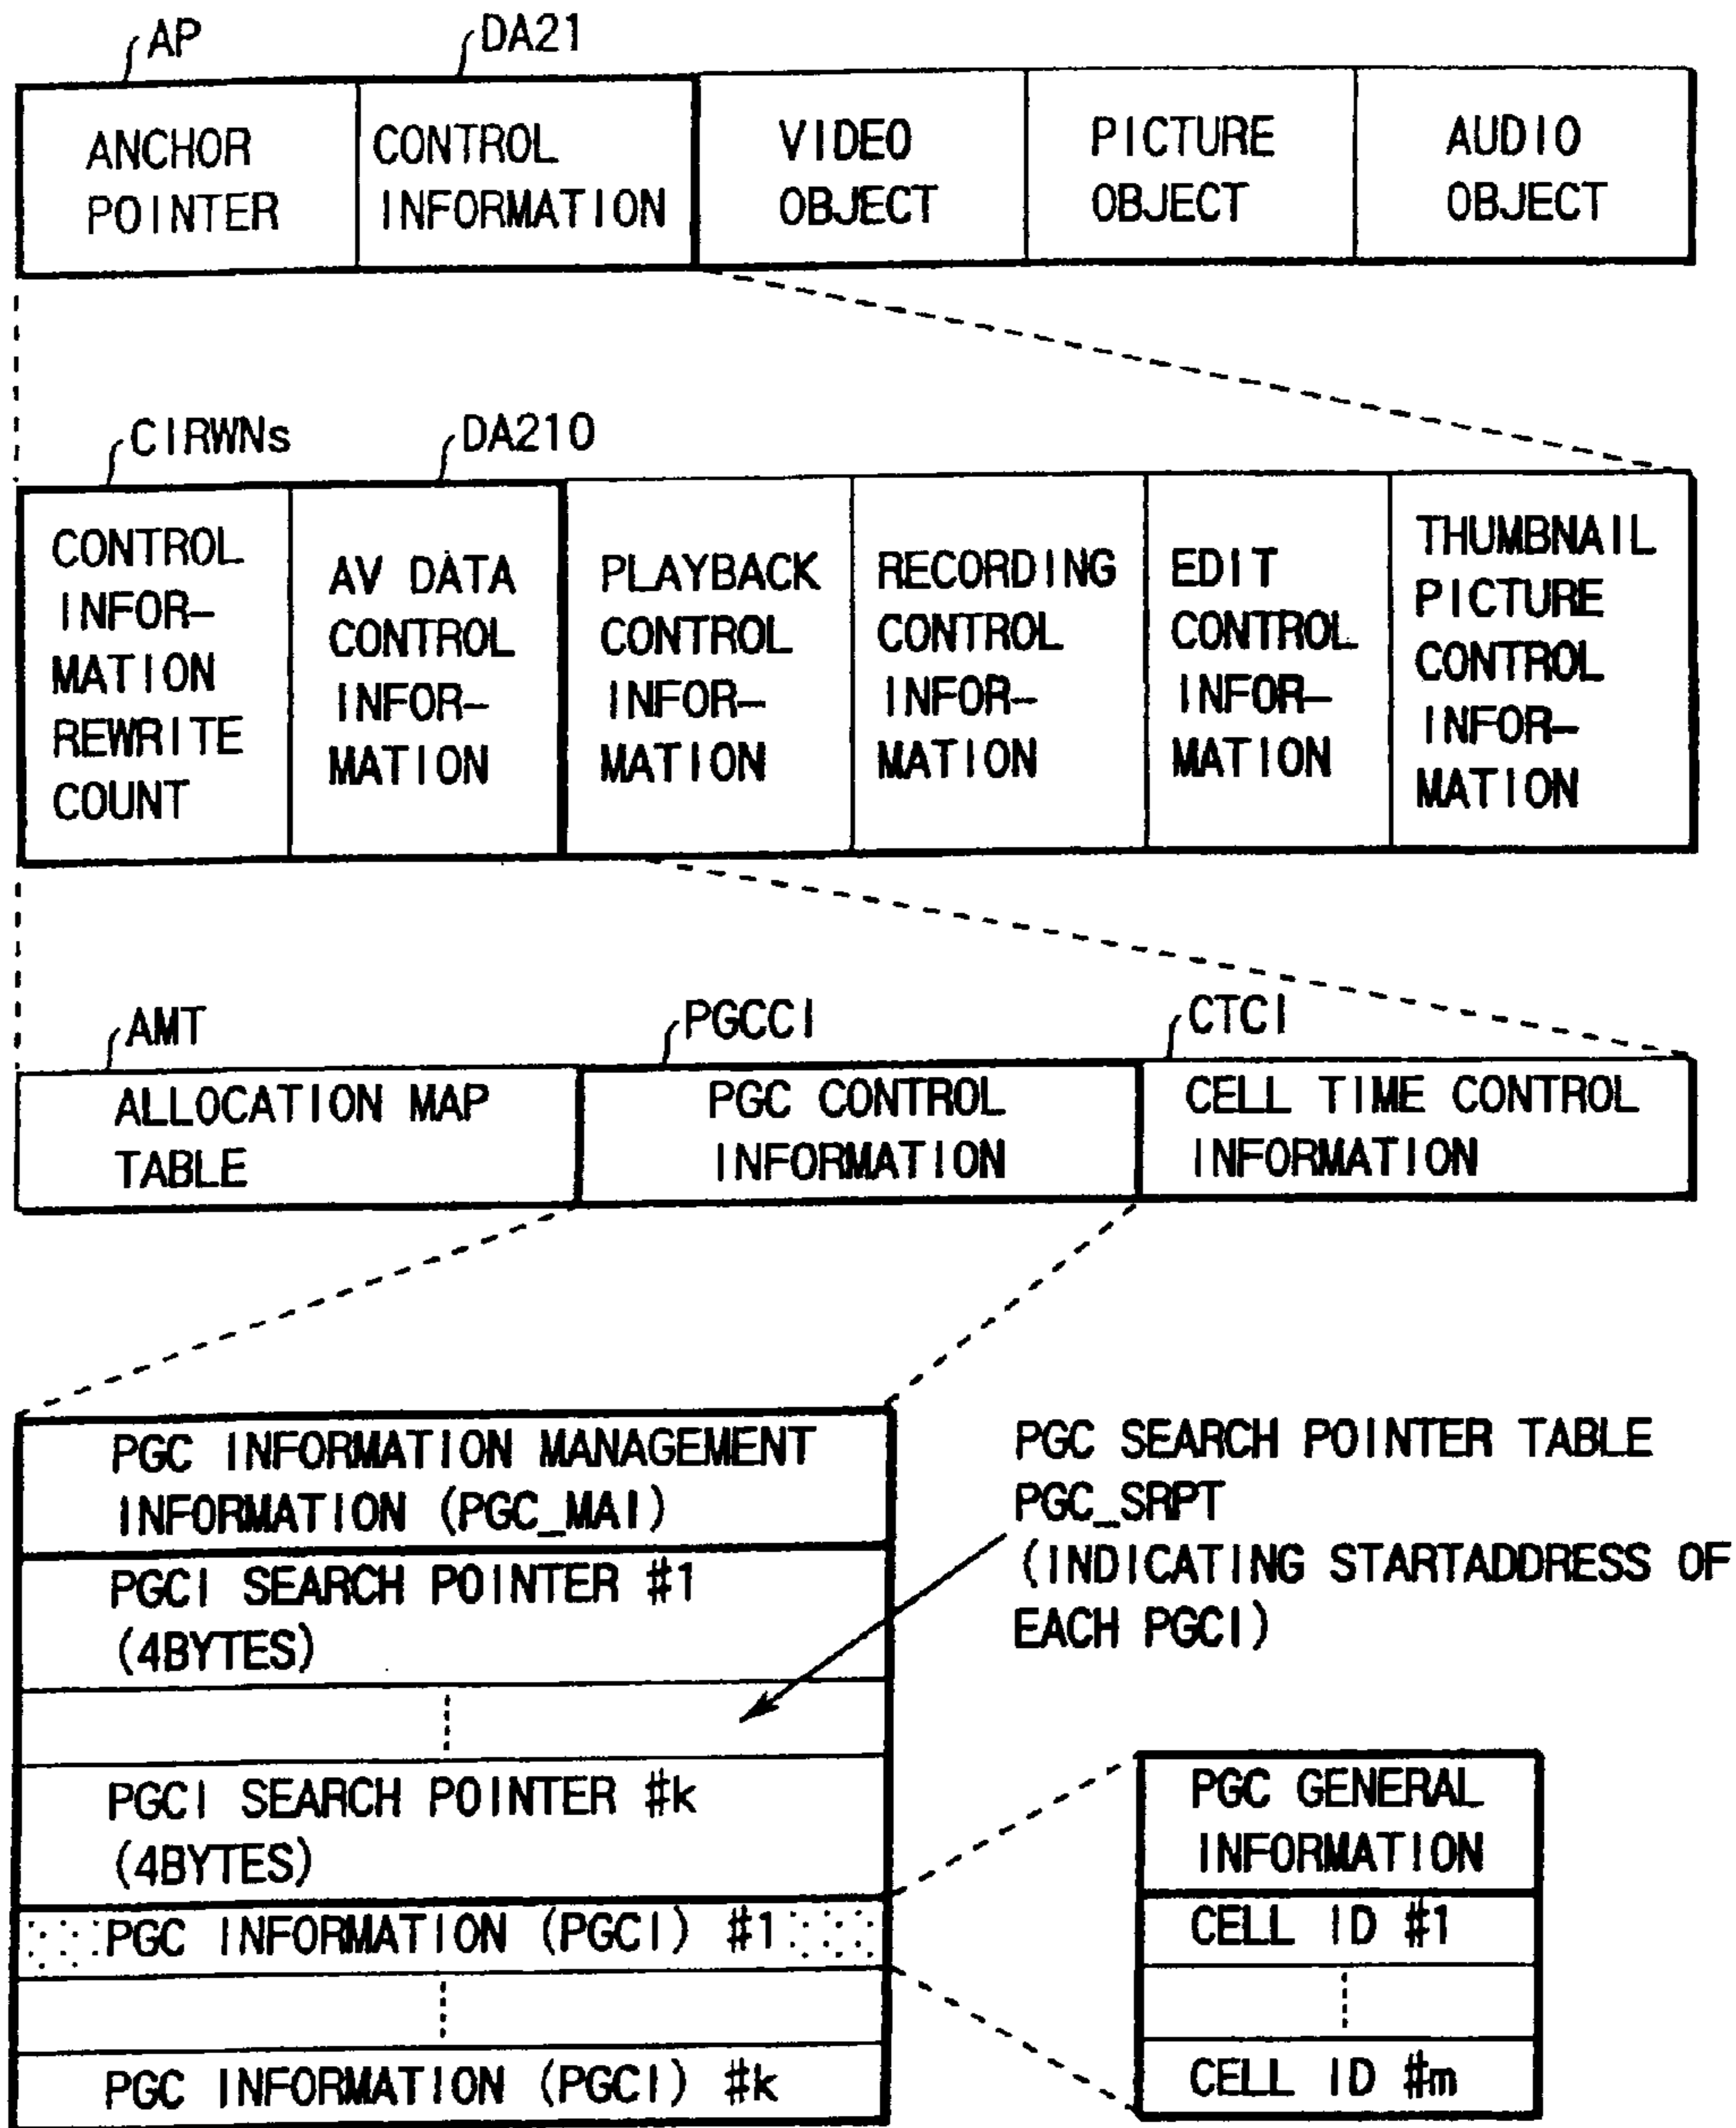 AP
DA21
ANCHOR
POINTER
CONTROL
INFORMATION
VIDEO
OBJECT
PICTURE
OBJECT
AUDIO
OBJECT
CIRWNs
DA210
CONTROL
INFOR-
MATION
REWRITE
COUNT
AV DATA
CONTROL
INFOR-
MATION
PLAYBACK
CONTROL
INFOR-
MATION
RECORDING
CONTROL
INFOR-
MATION
EDIT
CONTROL
INFOR-
MATION
THUMBNAIL
PICTURE
CONTROL
INFOR-
MATION
AMT
PGCCI
CTCI
ALLOCATION MAP
TABLE
PGC CONTROL
INFORMATION
CELL TIME CONTROL
INFORMATION
PGC INFORMATION MANAGEMENT
INFORMATION (PGC_MAI)
PGCI SEARCH POINTER #1
(4BYTES)
PGCI SEARCH POINTER #k
(4BYTES)
PGC INFORMATION (PGCI) #1
PGC INFORMATION (PGCI) #k
PGC SEARCH POINTER TABLE
PGC_SRPT
(INDICATING STARTADDRESS OF
EACH PGCI)
PGC GENERAL
INFORMATION
CELL ID #1
CELL ID #m